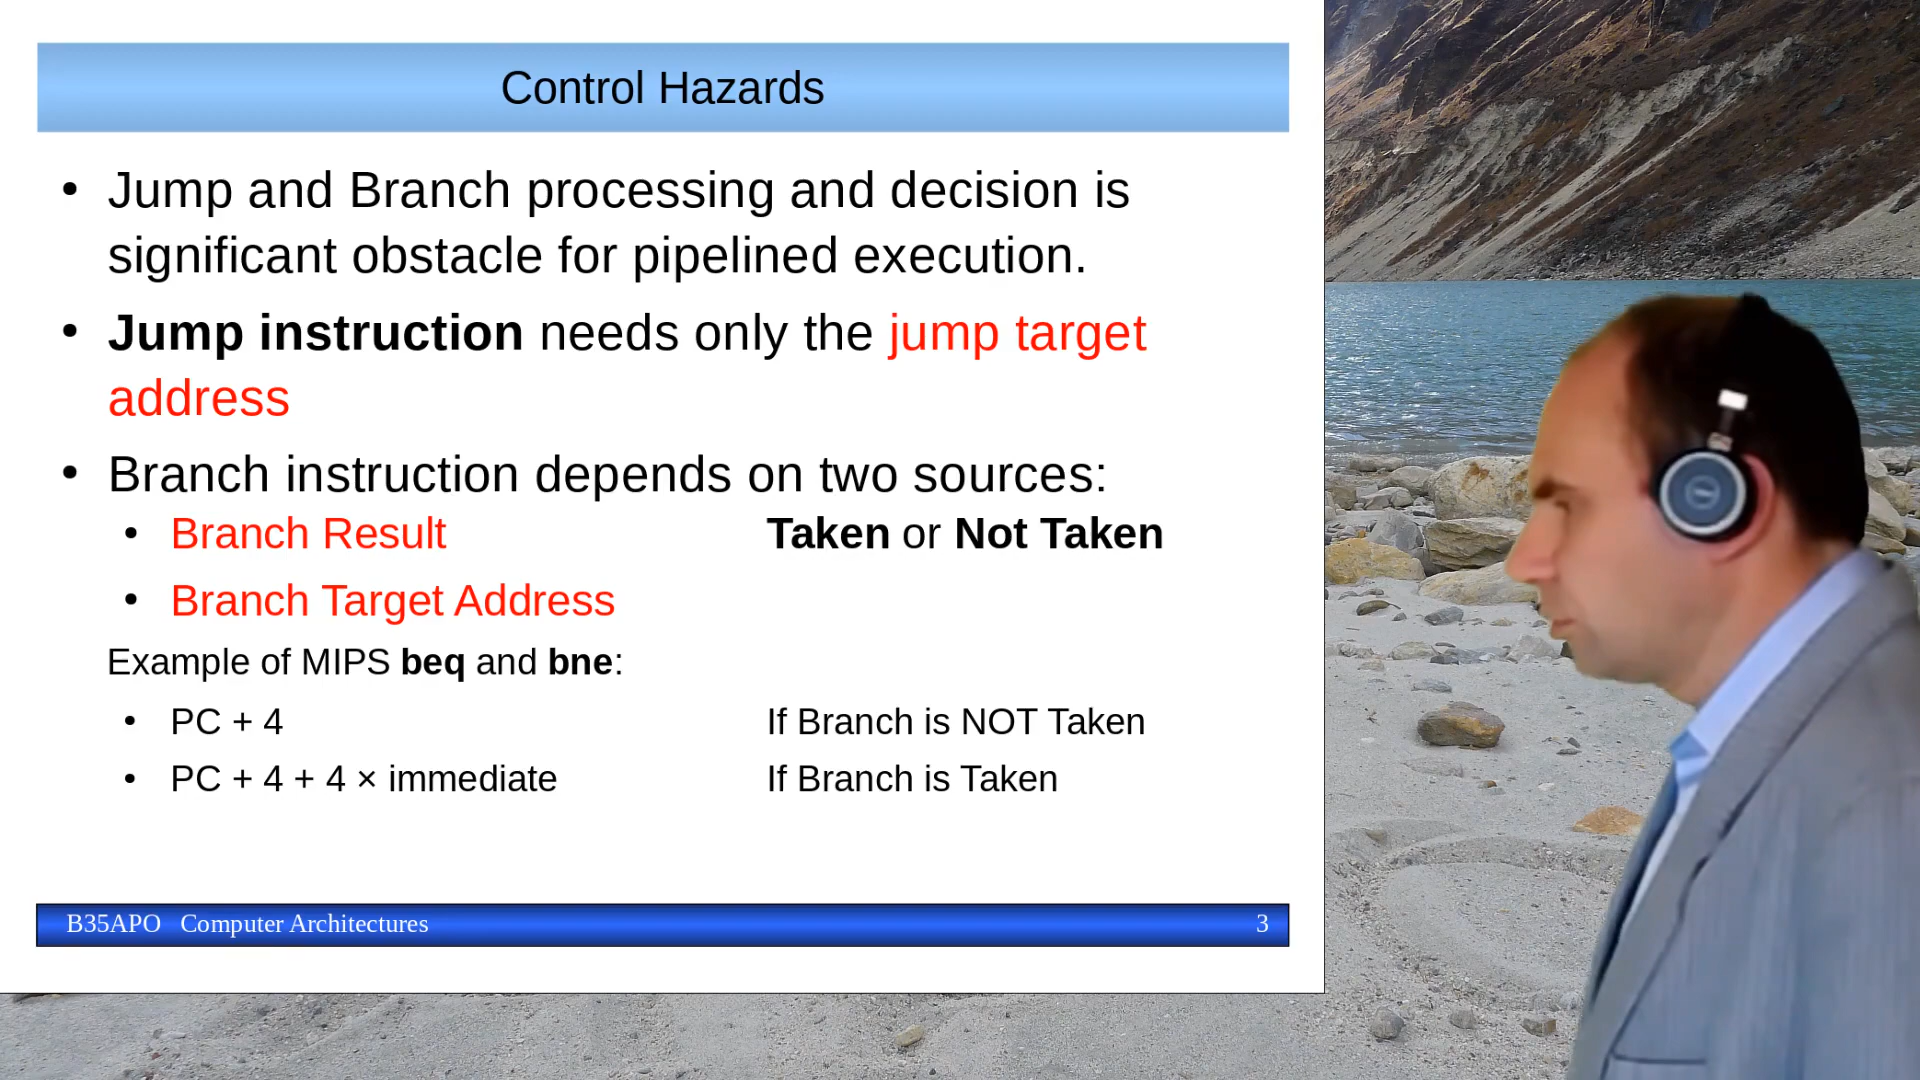 Control Hazards
• Jump and Branch processing and decision is
significant obstacle for pipelined execution.
• Jump instruction needs only the jump target
address
• Branch instruction depends on two sources:
• Branch Result Taken or Not Taken
• Branch Target Address
Example of MIPS beq and bne:
• PC + 4 If Branch is NOT Taken
• PC + 4 + 4 × immediate If Branch is Taken
B35APO Computer Architectures 3